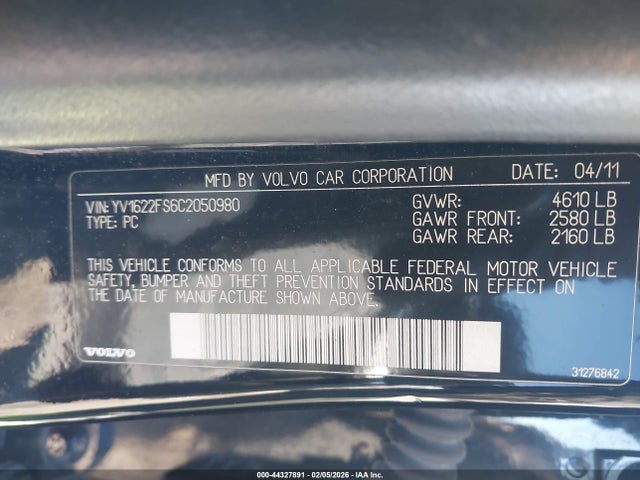 MFD BY VOLVO CAR CORPORATION DATE: 04/11
VIN: YV1622FS6C2050980 GVWR: 4610 LB
TYPE: PC GAWR FRONT: 2580 LB
GAWR REAR: 2160 LB
THIS VEHICLE CONFORMS TO ALL APPLICABLE FEDERAL MOTOR VEHICLE
SAFETY, BUMPER AND THEFT PREVENTION STANDARDS IN EFFECT ON
THE DATE OF MANUFACTURE SHOWN ABOVE.
VOLVO 31276842
000-44327891 - 02/05/2026 - IAA Inc.